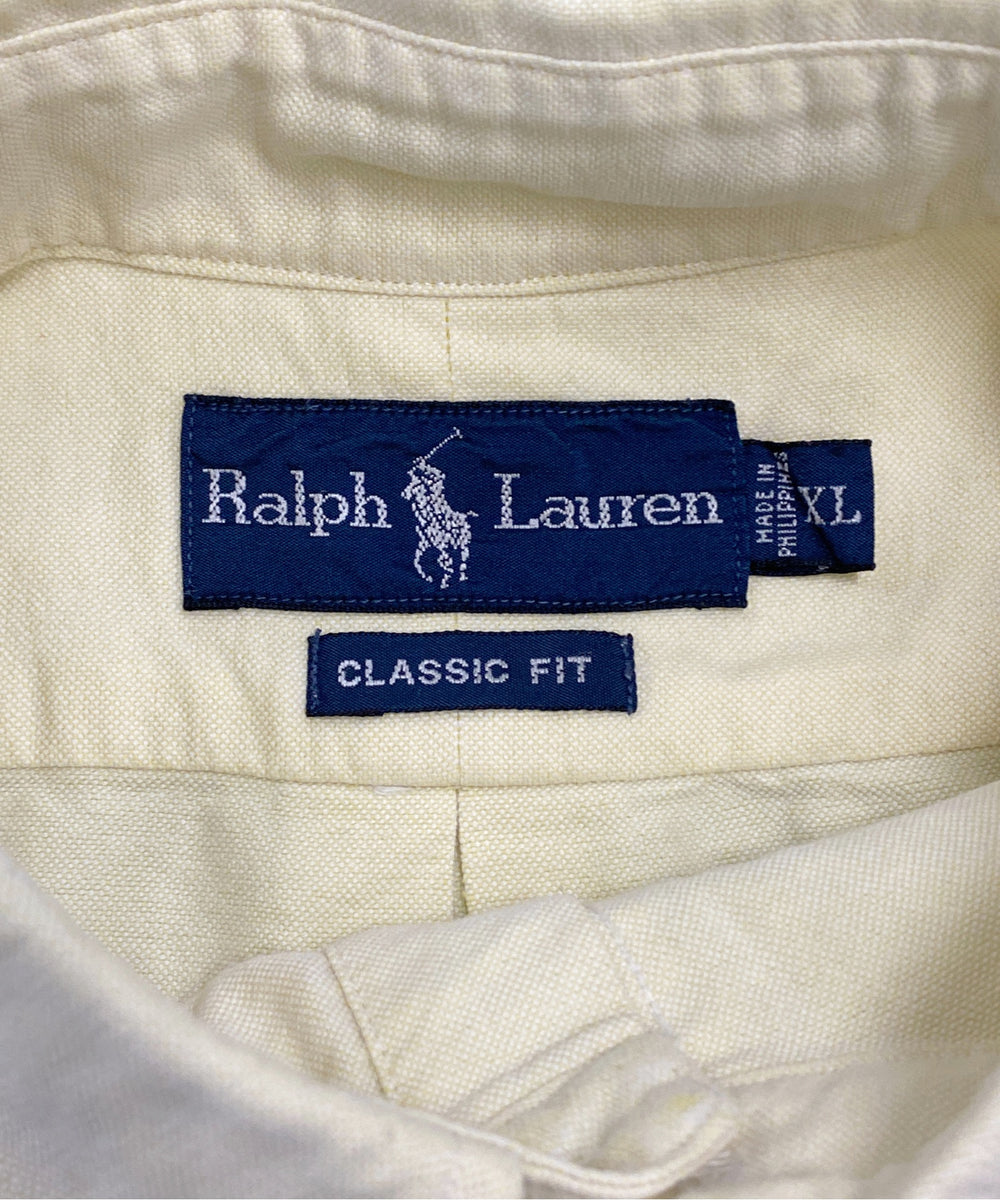 Ralph Lauren
MADE IN
PHILIPPINES
XL
CLASSIC FIT